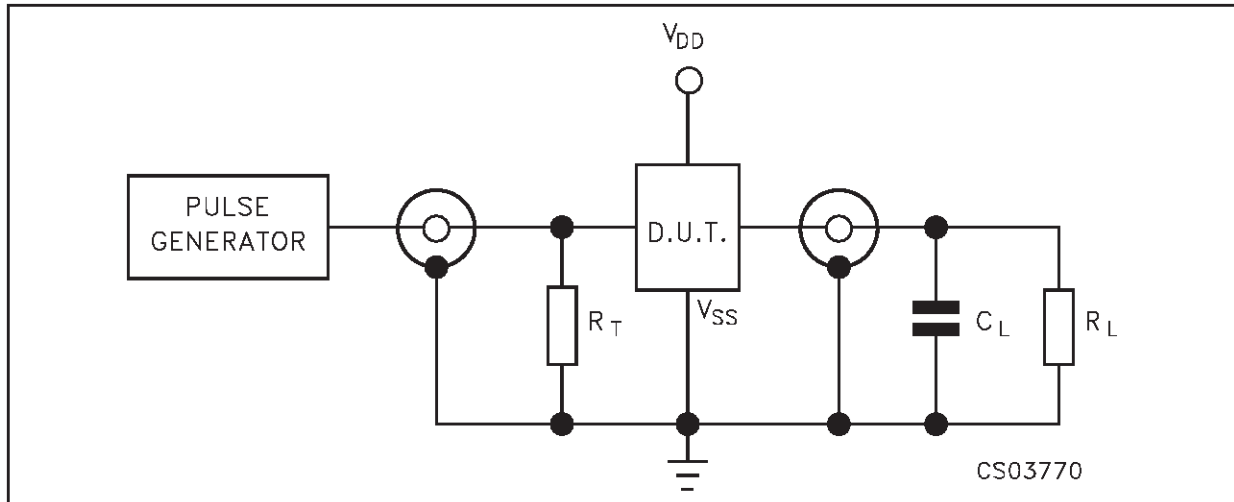 VDD
PULSE
GENERATOR
D.U.T.
VSS
RT
CL
RL
CS03770